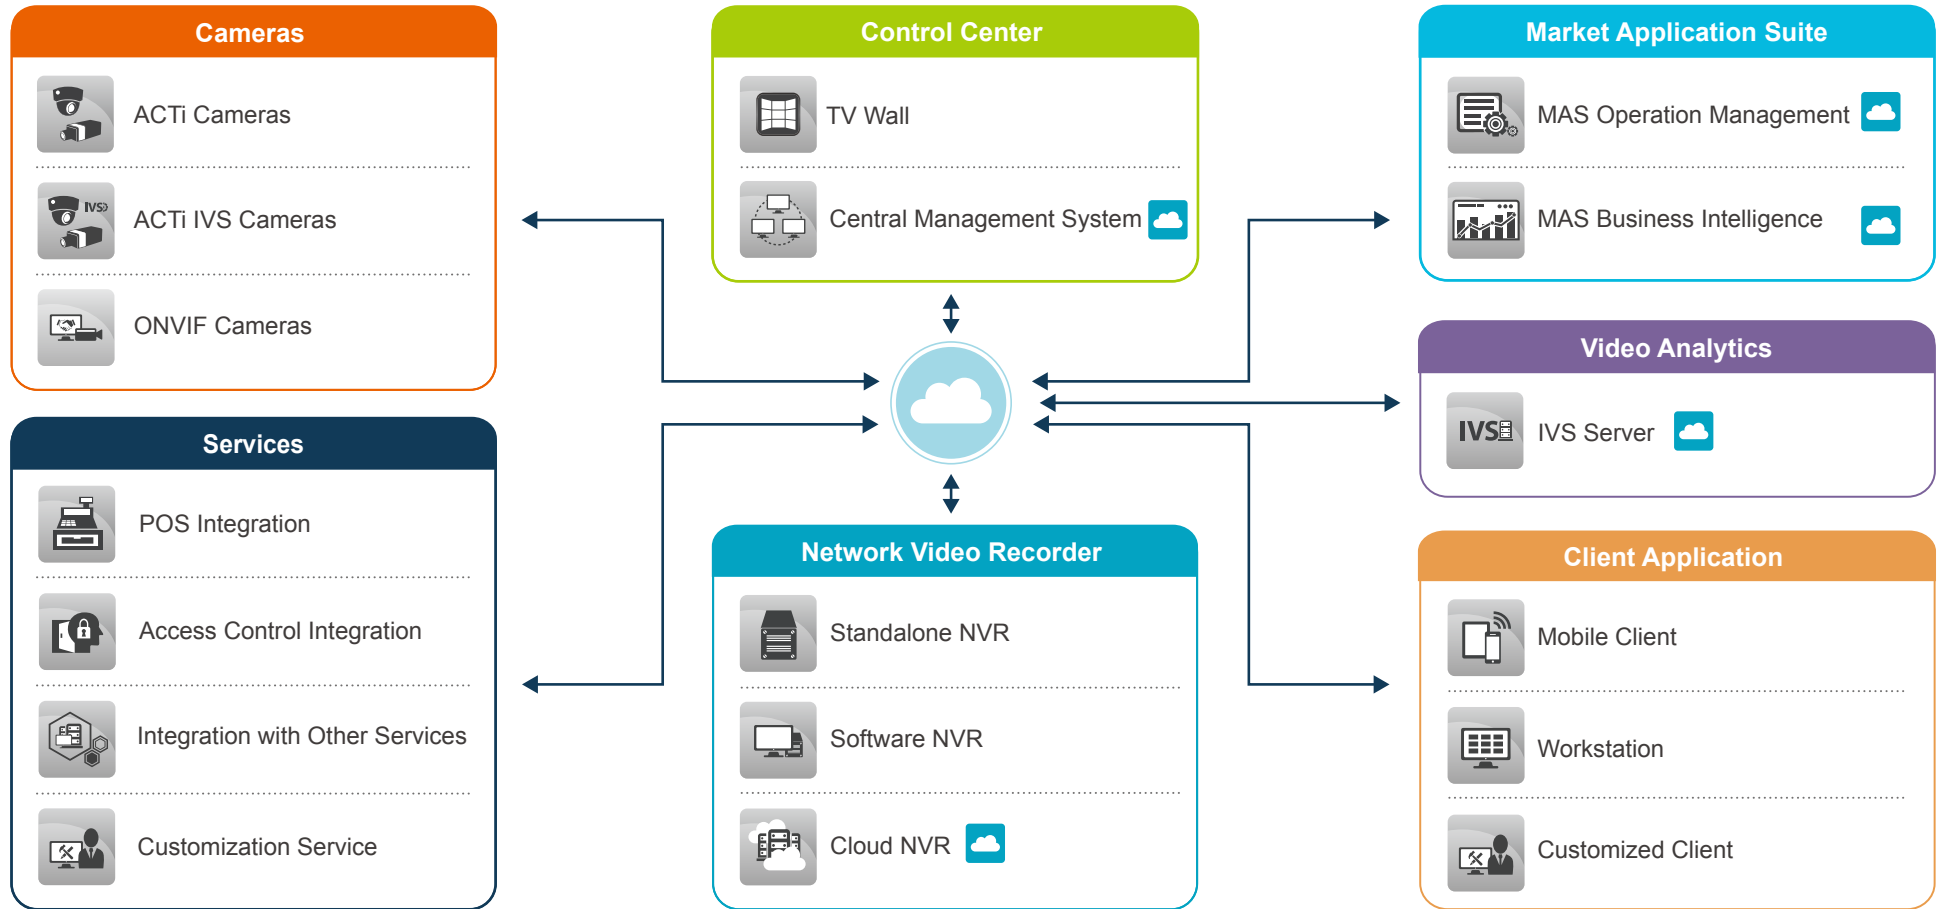 Cameras
ACTi Cameras
IVS
ACTi IVS Cameras
ONVIF Cameras
Services
POS Integration
Access Control Integration
Integration with Other Services
Customization Service
Control Center
TV Wall
Central Management System
Network Video Recorder
Standalone NVR
Software NVR
Cloud NVR
Market Application Suite
MAS Operation Management
MAS Business Intelligence
Video Analytics
IVS
IVS Server
Client Application
Mobile Client
Workstation
Customized Client